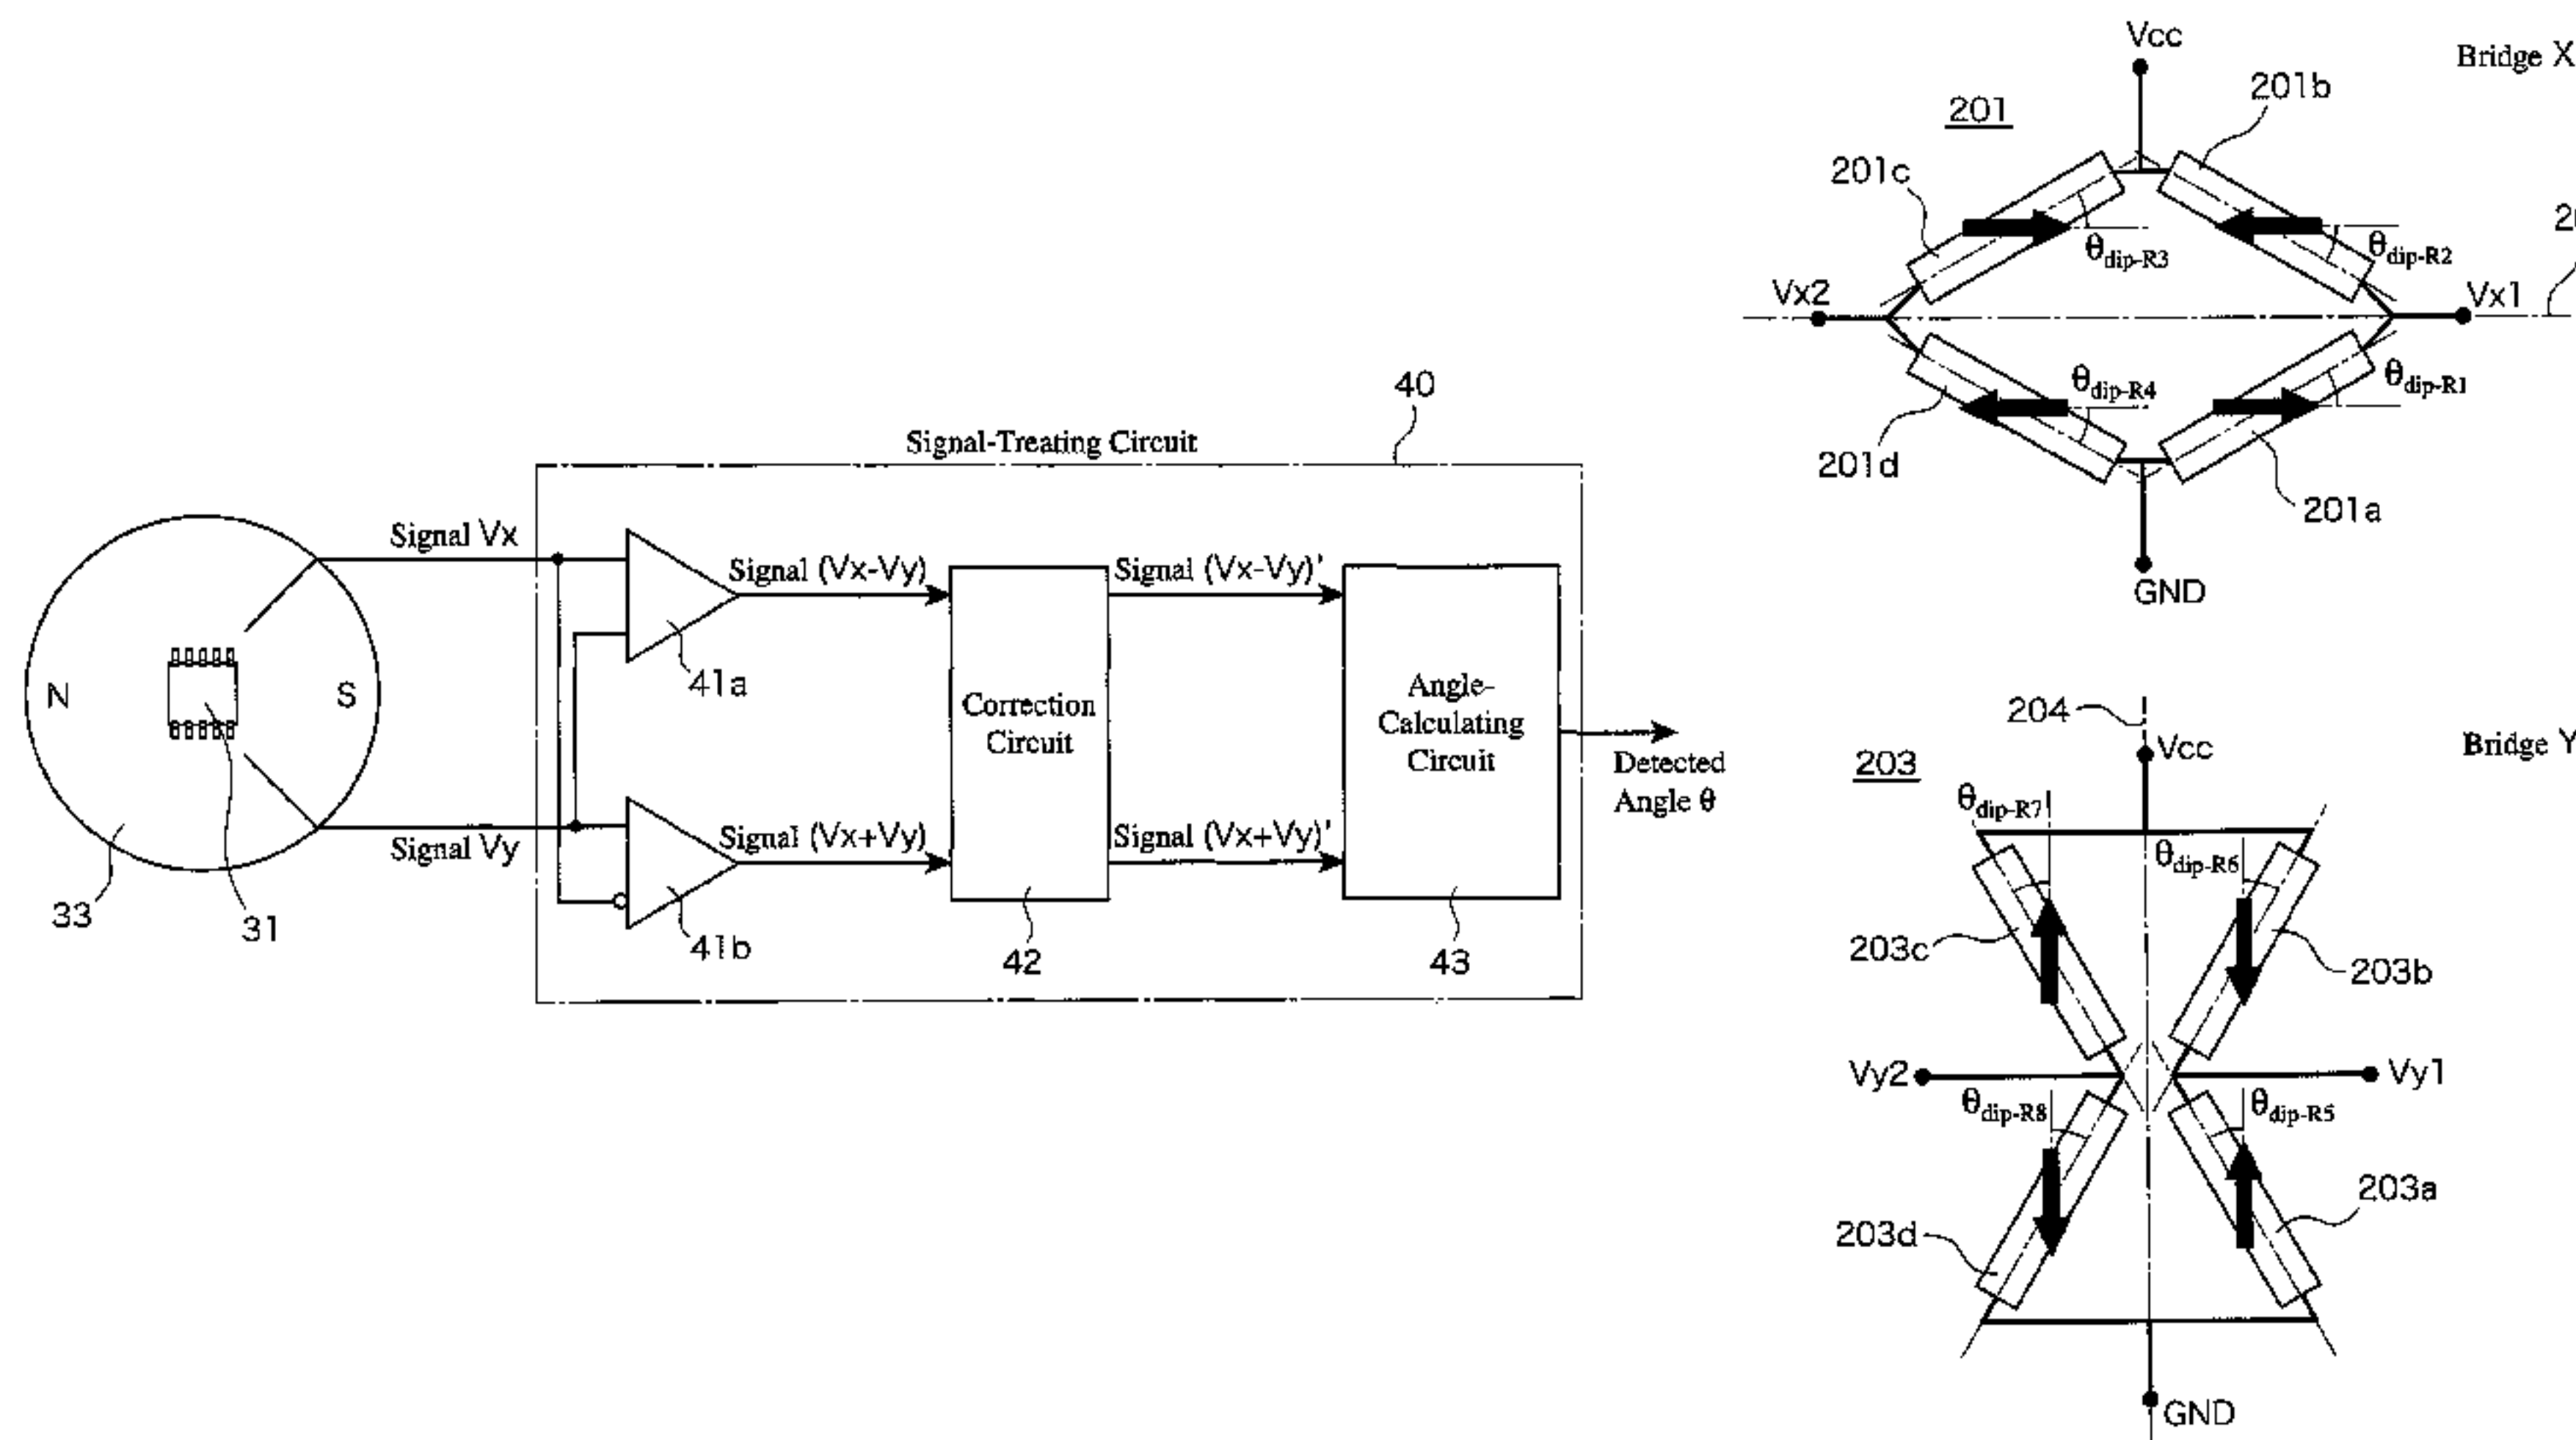 Signal-Treating Circuit
40
Signal Vx
Signal (Vx-Vy)
Signal (Vx-Vy)'
41a
N
S
Correction
Circuit
Angle-
Calculating
Circuit
Detected
Angle θ
Signal Vy
Signal (Vx+Vy)
Signal (Vx+Vy)'
33
31
41b
42
43
Vcc
Bridge X
201
201b
201c
θdip-R3
θdip-R2
Vx2
Vx1
θdip-R4
θdip-R1
201d
201a
GND
204
Vcc
203
Bridge Y
θdip-R7
θdip-R6
203c
203b
Vy2
Vy1
θdip-R8
θdip-R5
203d
203a
GND